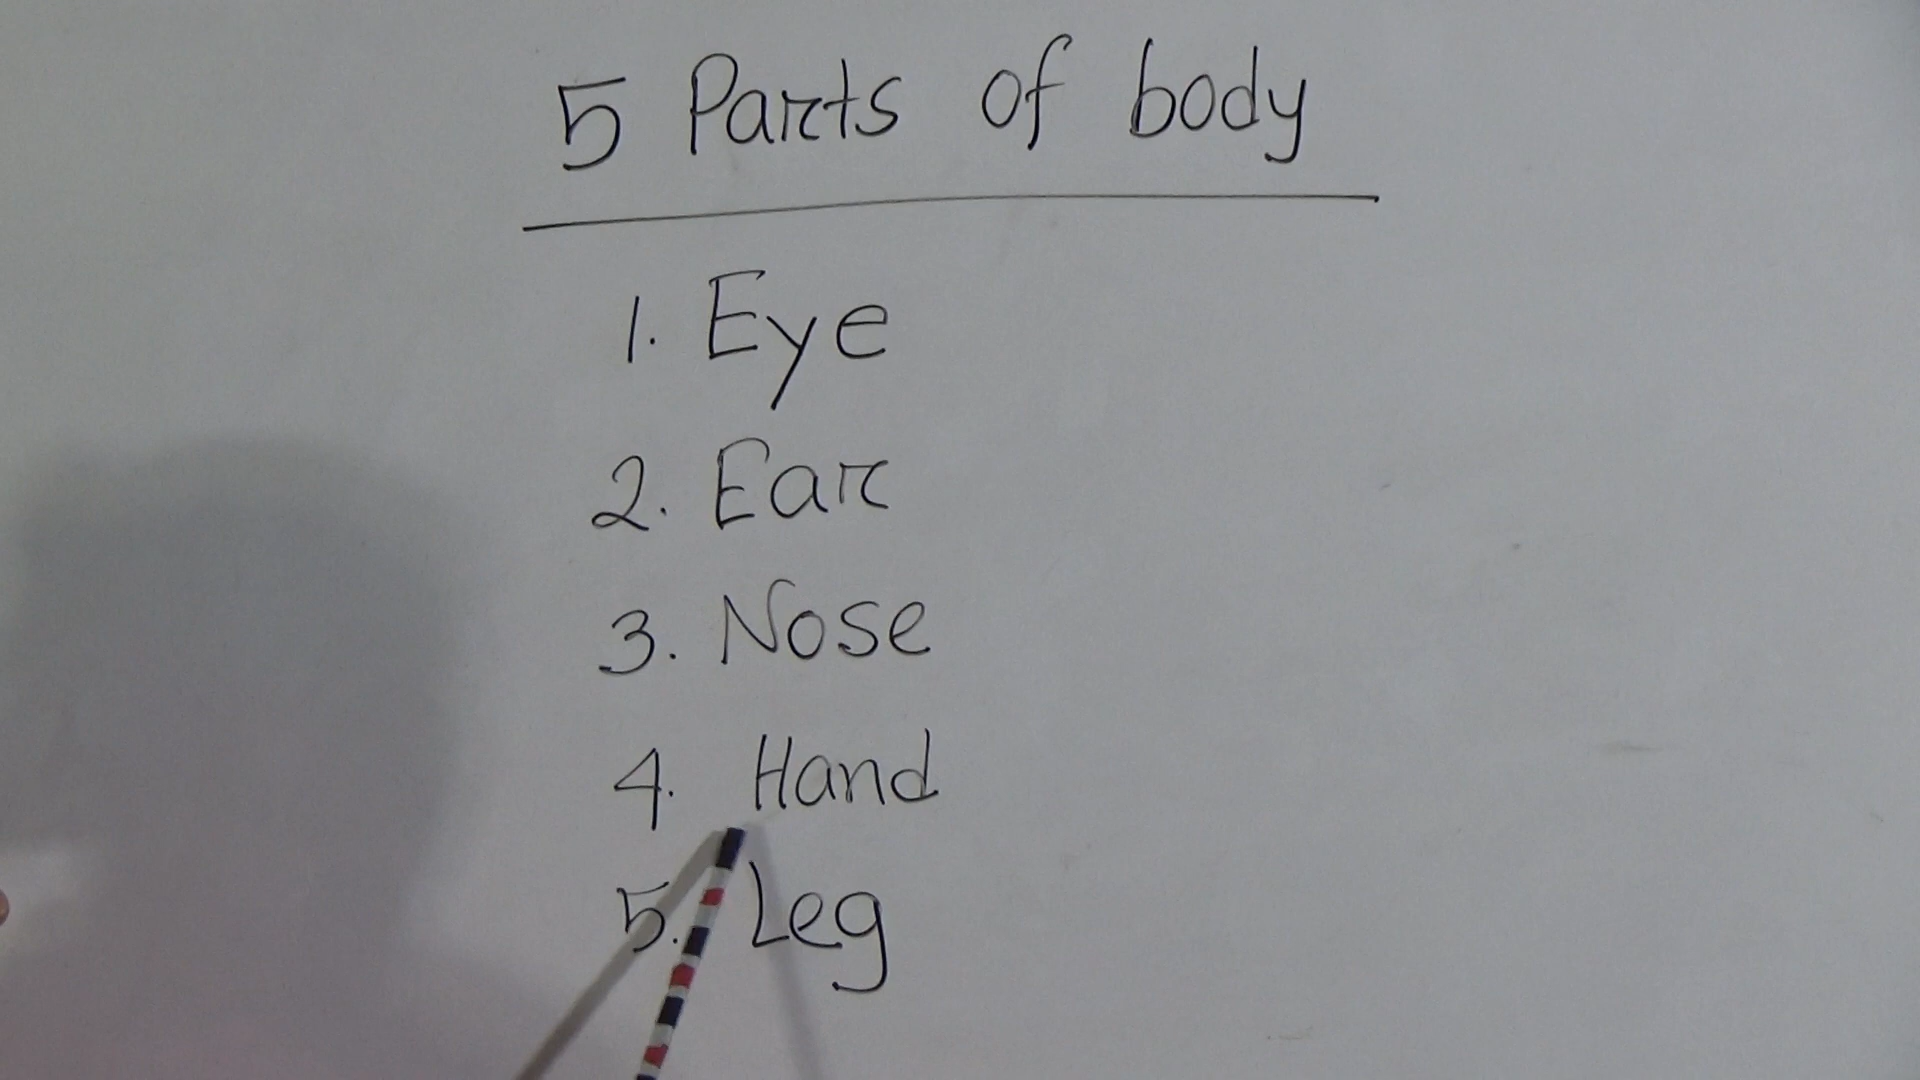 5 Parts of body
1. Eye
2. Ear
3. Nose
4. Hand
5. Leg